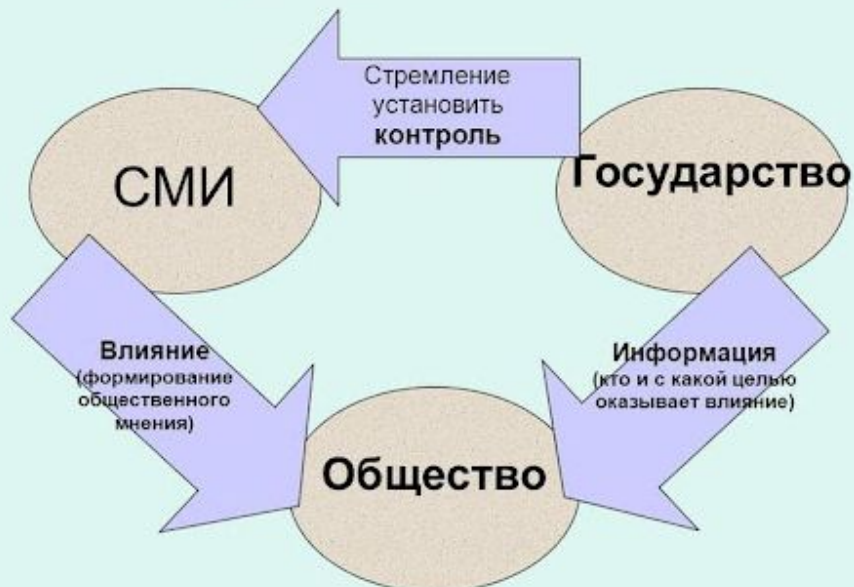 Стремление
установить
контроль
СМИ
Государство
Влияние
(формирование
общественного
мнения)
Информация
(кто и с какой целью
оказывает влияние)
Общество